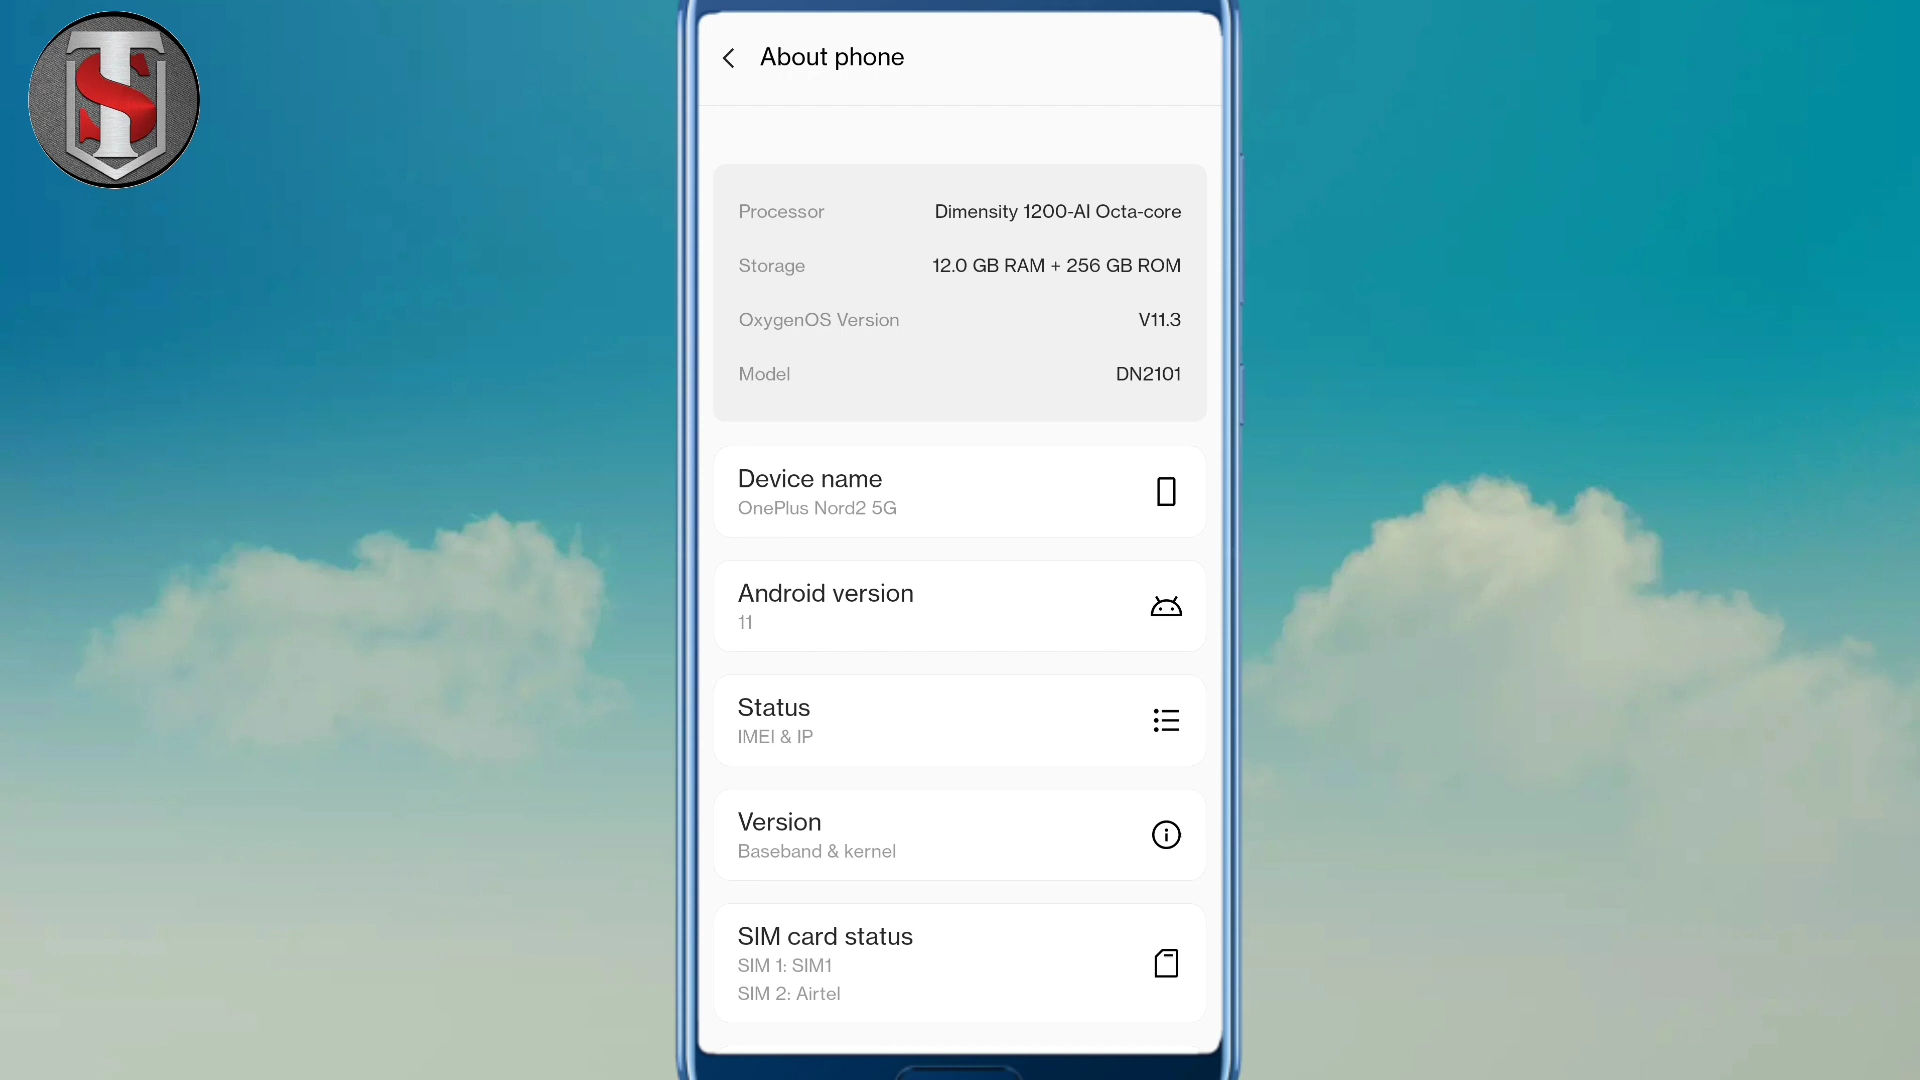 TS
About phone
Processor Dimensity 1200-AI Octa-core
Storage 12.0 GB RAM + 256 GB ROM
OxygenOS Version V11.3
Model DN2101
Device name
OnePlus Nord2 5G
Android version
11
Status
IMEI & IP
Version
Baseband & kernel
SIM card status
SIM 1: SIM1
SIM 2: Airtel